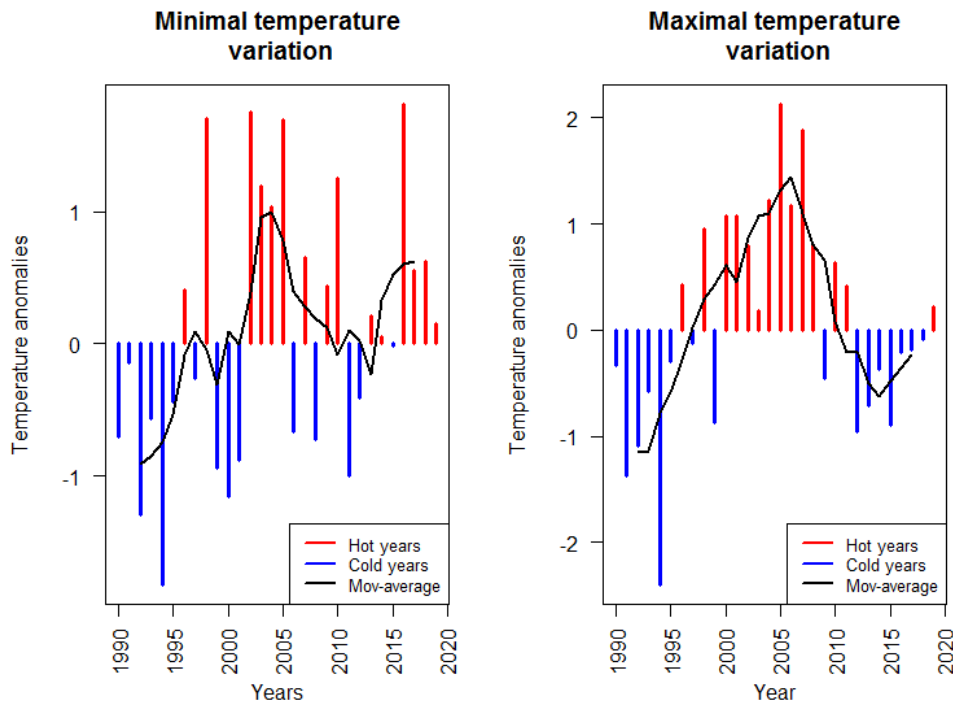 Minimal temperature
variation
Temperature anomalies
1
0
-1
Hot years
Cold years
Mov-average
1990
1995
2000
2005
2010
2015
2020
Years
Maximal temperature
variation
Temperature anomalies
2
1
0
-1
-2
Hot years
Cold years
Mov-average
1990
1995
2000
2005
2010
2015
2020
Year